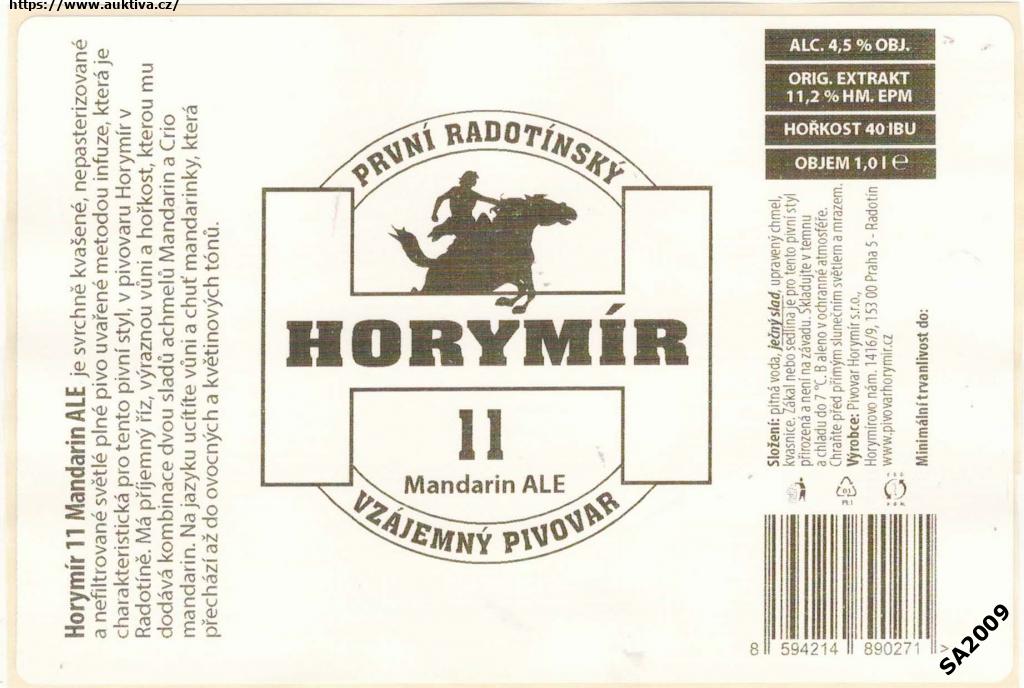 https://www.auktiva.cz/
Horymír 11 Mandarin ALE je svrchně kvašené, nepasterizované
a nefiltrované světlé plné pivo uvařené metodou infuze, která je
charakteristická pro tento pivní styl, v pivovaru Horymír v
Radotíně. Má příjemný říz, výraznou vůni a hořkost, kterou mu
dodává kombinace dvou sladů achmelů Mandarin a Crio
mandarin. Na jazyku ucítíte vůni a chuť mandarinky, která
přechází až do ovocných a květinových tónů.
PRVNÍ RADOTÍNSKÝ
HORYMÍR
11
Mandarin ALE
VZÁJEMNÝ PIVOVAR
ALC. 4,5 % OBJ.
ORIG. EXTRAKT
11,2 % HM. EPM
HOŘKOST 40 IBU
OBJEM 1,0 l ℮
Složení: pitná voda, ječný slad, upravený chmel,
kvasnice. Zákal nebo sedlina je pro tento pivní styl
přirozená a není na závadu. Skladujte v temnu
a chladu do 7 °C. Baleno v ochranné atmosféře.
Chraňte před přímým slunečním světlem a mrazem.
Výrobce: Pivovar Horymír s.r.o.,
Horymírovo nám. 1416/9, 153 00 Praha 5 - Radotín
www.pivovarhorymir.cz
Minimální trvanlivost do:
8 594214 890271 >
SA2009